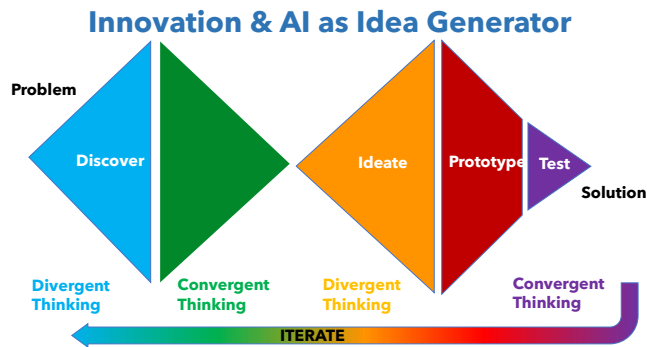 Innovation & AI as Idea Generator
Problem
Discover
Ideate
Prototype
Test
Solution
Divergent
Thinking
Convergent
Thinking
Divergent
Thinking
Convergent
Thinking
ITERATE